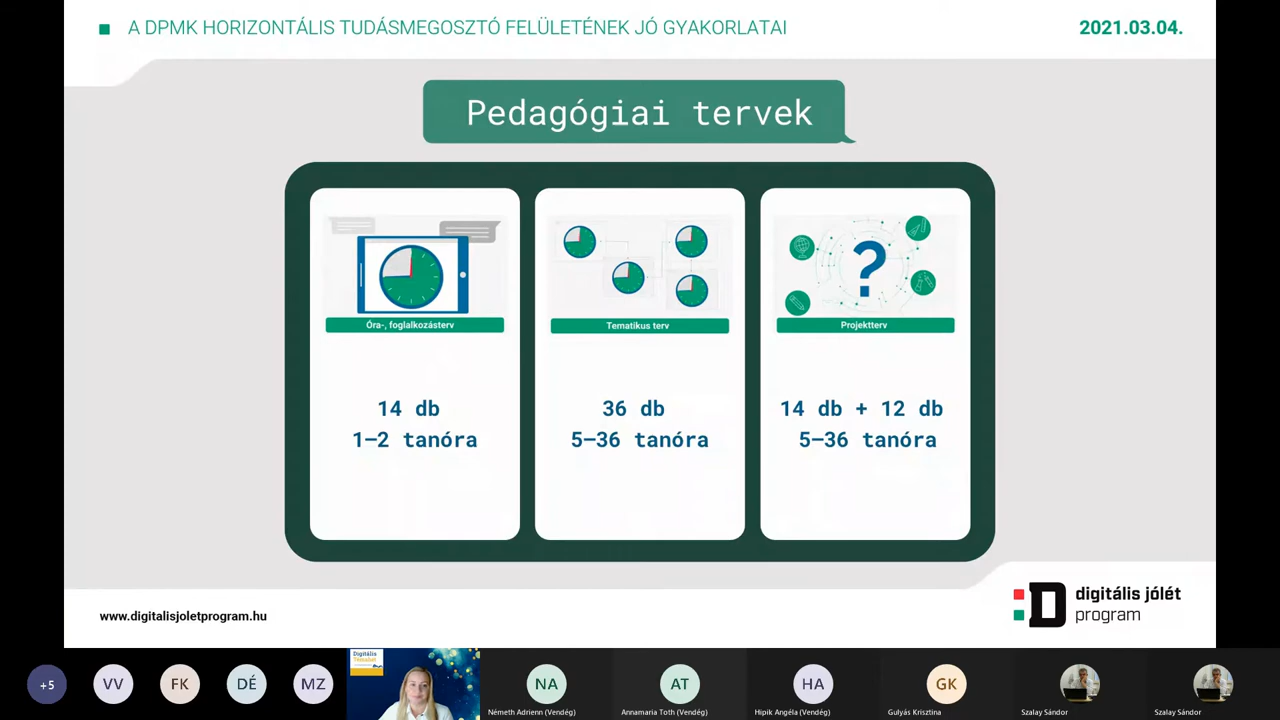 A DPMK HORIZONTÁLIS TUDÁSMEGOSZTÓ FELÜLETÉNEK JÓ GYAKORLATAI
2021.03.04.
Pedagógiai tervek
Óra-, foglalkozásterv
14 db
1–2 tanóra
Tematikus terv
36 db
5–36 tanóra
?
Projektterv
14 db + 12 db
5–36 tanóra
www.digitalisjoletprogram.hu
digitális jólét
program
+5
VV
FK
DÉ
MZ
Digitális
Témahét
NA
Németh Adrienn (Vendég)
AT
Annamaria Toth (Vendég)
HA
Hipik Angéla (Vendég)
GK
Gulyás Krisztina
Szalay Sándor
Szalay Sándor